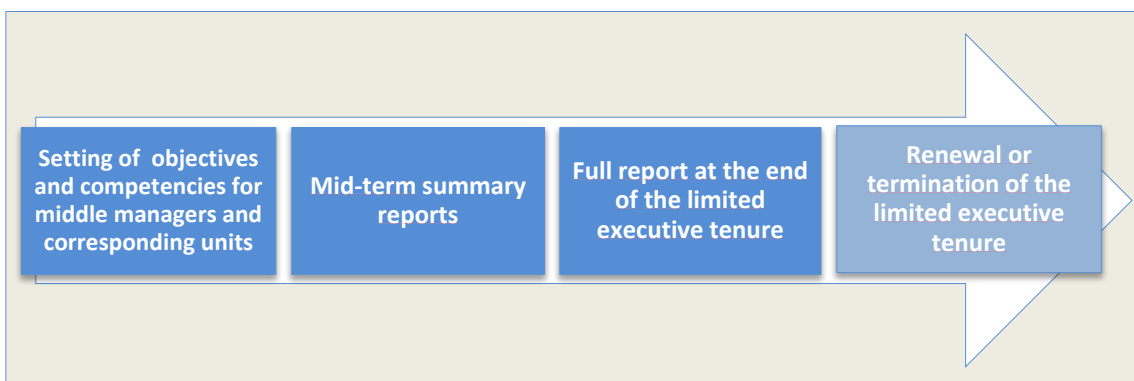 Setting of objectives
and competencies for
middle managers and
corresponding units
Mid-term summary
reports
Full report at the end
of the limited
executive tenure
Renewal or
termination of the
limited executive
tenure